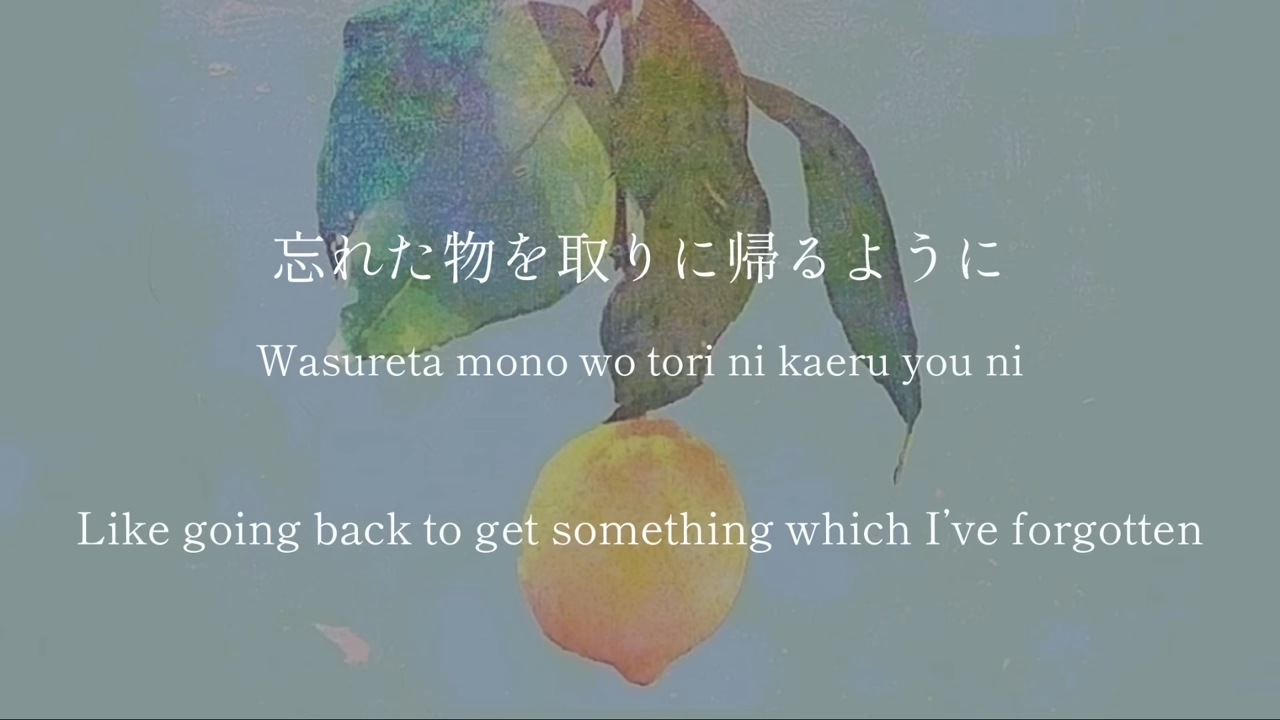 忘れた物を取りに帰るように
Wasureta mono wo tori ni kaeru you ni
Like going back to get something which I’ve forgotten